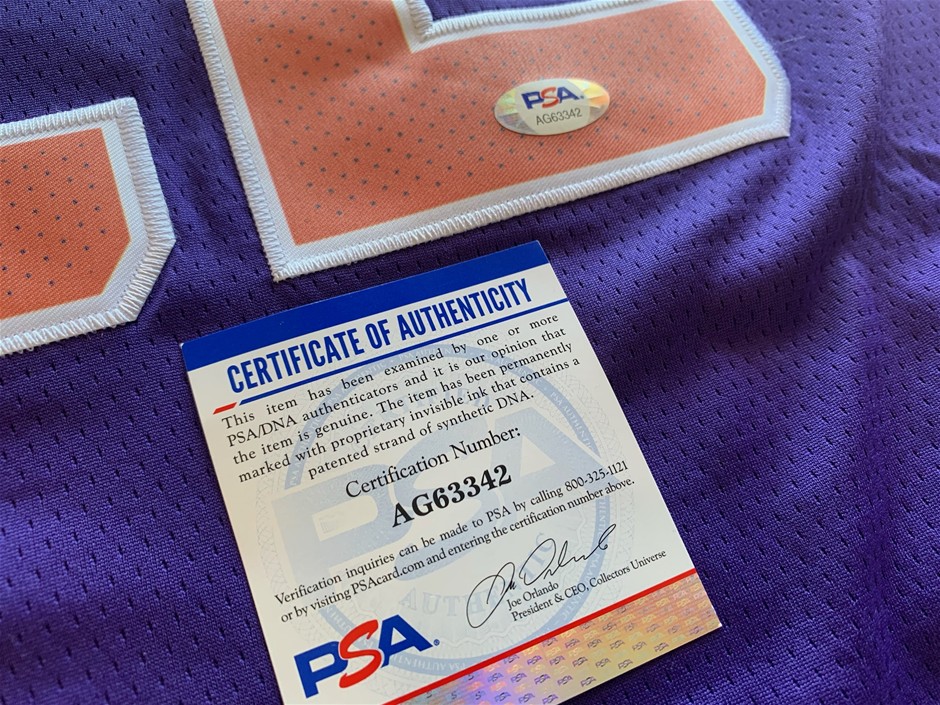 PSA
AG63342
CERTIFICATE OF AUTHENTICITY
This item has been examined by one or more
PSA/DNA authenticators and it is our opinion that
the item is genuine. The item has been permanently
marked with proprietary invisible ink that contains a
patented strand of synthetic DNA.
Certification Number:
AG63342
Verification inquiries can be made to PSA by calling 800-325-1121
or by visiting PSAcard.com and entering the certification number above.
Joe Orlando
President & CEO, Collectors Universe
PSA®